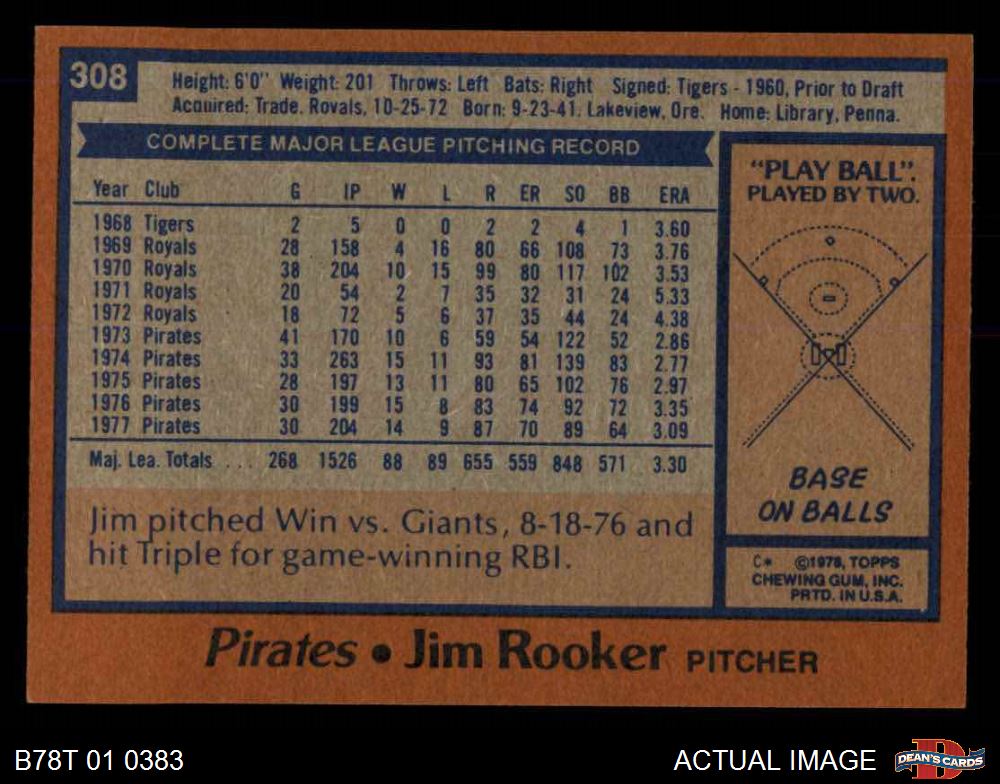 308
Height: 6'0" Weight: 201 Throws: Left Bats: Right Signed: Tigers - 1960, Prior to Draft
Acquired: Trade, Royals, 10-25-72 Born: 9-23-41, Lakeview, Ore. Home: Library, Penna.
COMPLETE MAJOR LEAGUE PITCHING RECORD
Year Club G IP W L R ER SO BB ERA
1968 Tigers 2 5 0 0 2 2 4 1 3.60
1969 Royals 28 158 4 16 80 66 108 73 3.76
1970 Royals 38 204 10 15 99 80 117 102 3.53
1971 Royals 20 54 2 7 35 32 31 24 5.33
1972 Royals 18 72 5 6 37 35 44 24 4.38
1973 Pirates 41 170 10 6 59 54 122 52 2.86
1974 Pirates 33 263 15 11 93 81 139 83 2.77
1975 Pirates 28 197 13 11 80 65 102 76 2.97
1976 Pirates 30 199 15 8 83 74 92 72 3.35
1977 Pirates 30 204 14 9 87 70 89 64 3.09
Maj. Lea. Totals ... 268 1526 88 89 655 559 848 571 3.30
Jim pitched Win vs. Giants, 8-18-76 and
hit Triple for game-winning RBI.
"PLAY BALL".
PLAYED BY TWO.
BASE
ON BALLS
C* ©1978, TOPPS
CHEWING GUM, INC.
PRTD. IN U.S.A.
Pirates • Jim Rooker PITCHER
B78T 01 0383
ACTUAL IMAGE
D
DEAN'S CARDS